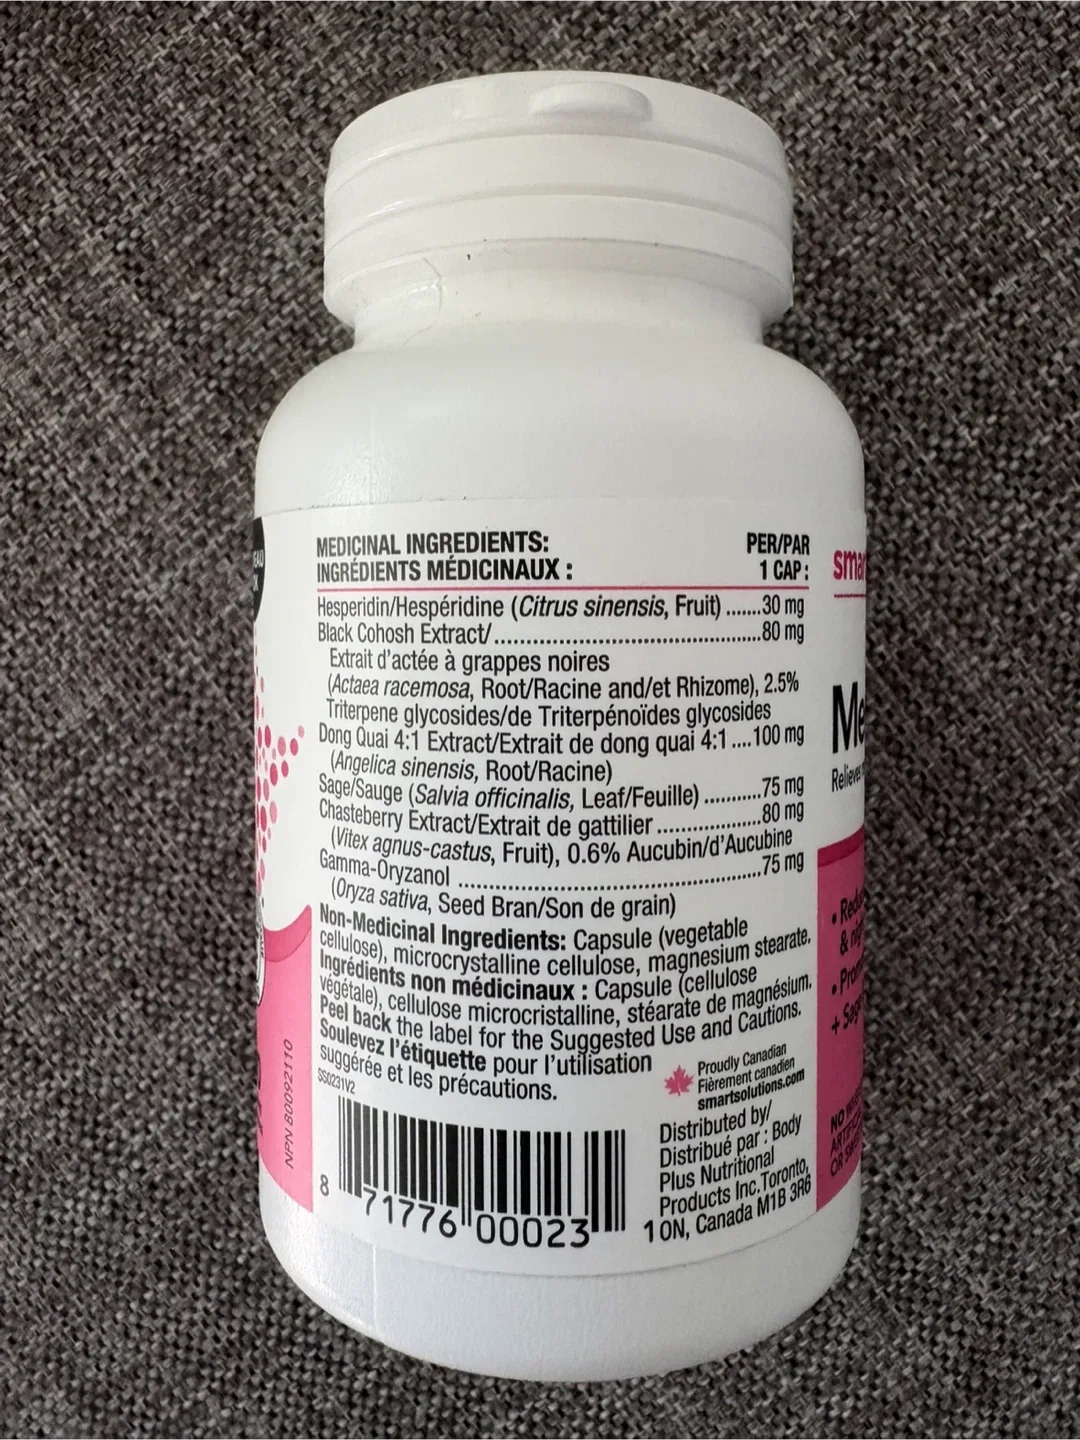 MEDICINAL INGREDIENTS: PER/PAR
INGRÉDIENTS MÉDICINAUX : 1 CAP :
Hesperidin/Hespéridine (Citrus sinensis, Fruit) .......30 mg
Black Cohosh Extract/..........................................80 mg
Extrait d'actée à grappes noires
(Actaea racemosa, Root/Racine and/et Rhizome), 2.5%
Triterpene glycosides/de Triterpénoïdes glycosides
Dong Quai 4:1 Extract/Extrait de dong quai 4:1 ....100 mg
(Angelica sinensis, Root/Racine)
Sage/Sauge (Salvia officinalis, Leaf/Feuille) ...........75 mg
Chasteberry Extract/Extrait de gattilier ..................80 mg
(Vitex agnus-castus, Fruit), 0.6% Aucubin/d'Aucubine
Gamma-Oryzanol ................................................75 mg
(Oryza sativa, Seed Bran/Son de grain)
Non-Medicinal Ingredients: Capsule (vegetable
cellulose), microcrystalline cellulose, magnesium stearate.
Ingrédients non médicinaux : Capsule (cellulose
végétale), cellulose microcristalline, stéarate de magnésium.
Peel back the label for the Suggested Use and Cautions.
Soulevez l'étiquette pour l'utilisation
suggérée et les précautions.
SS0231V2
Proudly Canadian
Fièrement canadien
smartsolutions.com
Distributed by/
Distribué par : Body
Plus Nutritional
Products Inc. Toronto,
ON, Canada M1B 3R6
8 71776 00023 1
NPN 80092110
smar
Me
Relieves